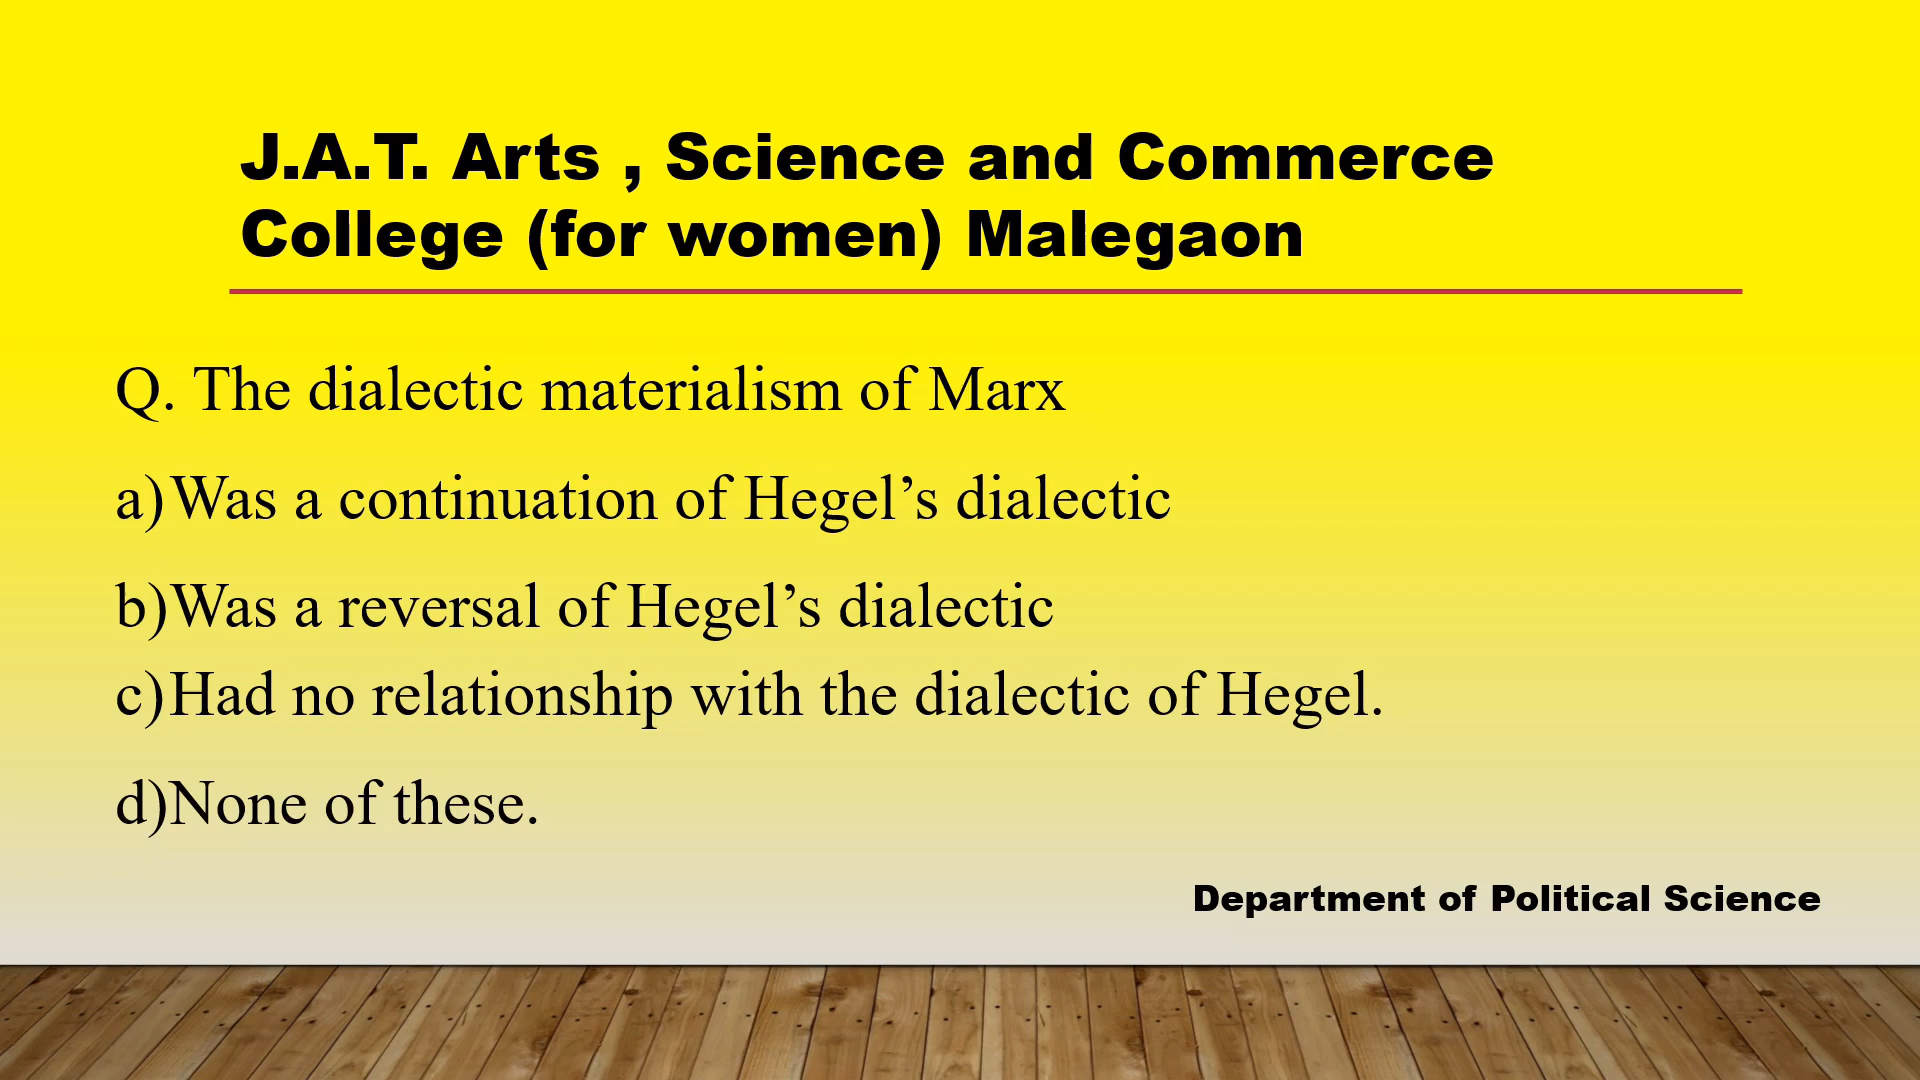 J.A.T. Arts , Science and Commerce
College (for women) Malegaon
Q. The dialectic materialism of Marx
a) Was a continuation of Hegel’s dialectic
b) Was a reversal of Hegel’s dialectic
c) Had no relationship with the dialectic of Hegel.
d) None of these.
Department of Political Science